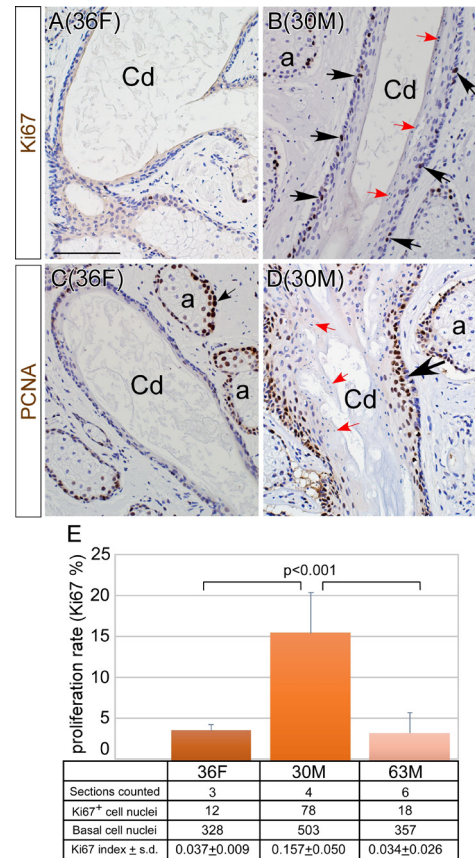 A(36F)
B(30M)
Ki67
a
Cd
Cd
C(36F)
D(30M)
PCNA
a
a
a
Cd
Cd
E
p<0.001
proliferation rate (Ki67 %)
25
20
15
10
5
0
36F 30M 63M
Sections counted 3 4 6
Ki67+ cell nuclei 12 78 18
Basal cell nuclei 328 503 357
Ki67 index ± s.d. 0.037±0.009 0.157±0.050 0.034±0.026